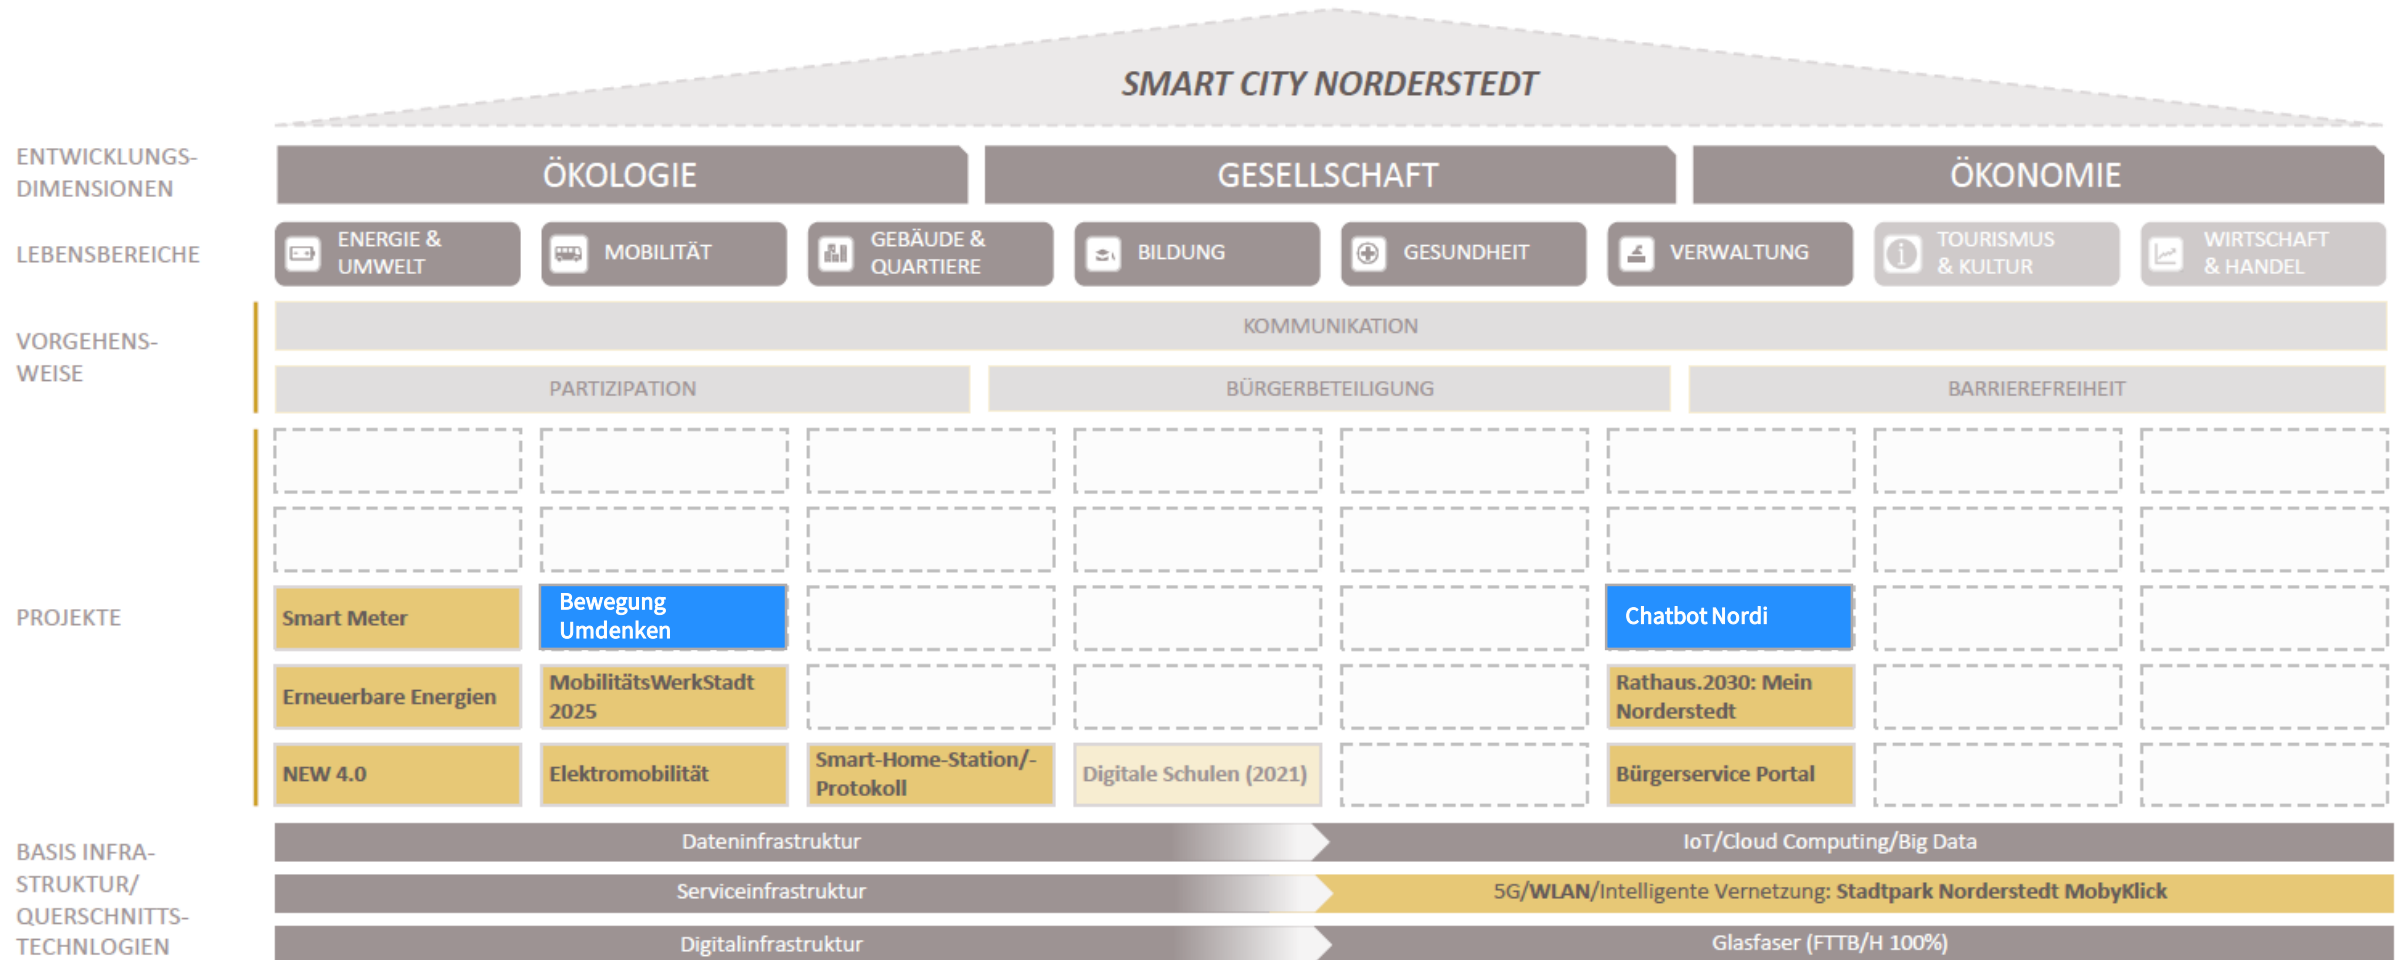 SMART CITY NORDERSTEDT
ENTWICKLUNGS-
DIMENSIONEN
ÖKOLOGIE
GESELLSCHAFT
ÖKONOMIE
LEBENSBEREICHE
ENERGIE &
UMWELT
MOBILITÄT
GEBÄUDE &
QUARTIERE
BILDUNG
GESUNDHEIT
VERWALTUNG
TOURISMUS
& KULTUR
WIRTSCHAFT
& HANDEL
VORGEHENS-
WEISE
KOMMUNIKATION
PARTIZIPATION
BÜRGERBETEILIGUNG
BARRIEREFREIHEIT
PROJEKTE
Smart Meter
Bewegung
Umdenken
Chatbot Nordi
Erneuerbare Energien
MobilitätsWerkStadt
2025
Rathaus.2030: Mein
Norderstedt
NEW 4.0
Elektromobilität
Smart-Home-Station/-
Protokoll
Digitale Schulen (2021)
Bürgerservice Portal
BASIS INFRA-
STRUKTUR/
QUERSCHNITTS-
TECHNLOGIEN
Dateninfrastruktur
IoT/Cloud Computing/Big Data
Serviceinfrastruktur
5G/WLAN/Intelligente Vernetzung: Stadtpark Norderstedt MobyKlick
Digitalinfrastruktur
Glasfaser (FTTB/H 100%)